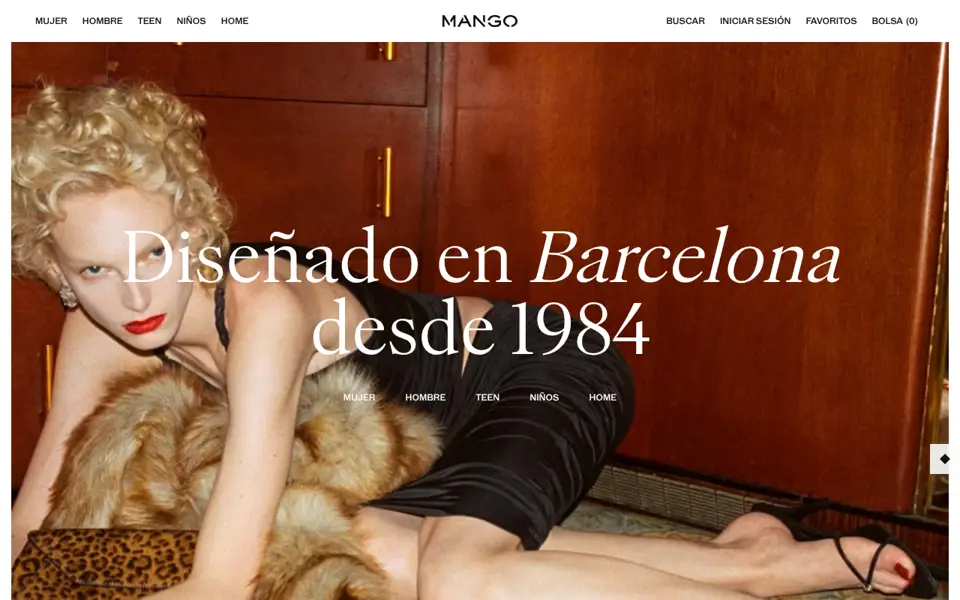 MUJER HOMBRE TEEN NIÑOS HOME
MANGO
BUSCAR INICIAR SESIÓN FAVORITOS BOLSA (0)
Diseñado en Barcelona
desde 1984
MUJER HOMBRE TEEN NIÑOS HOME